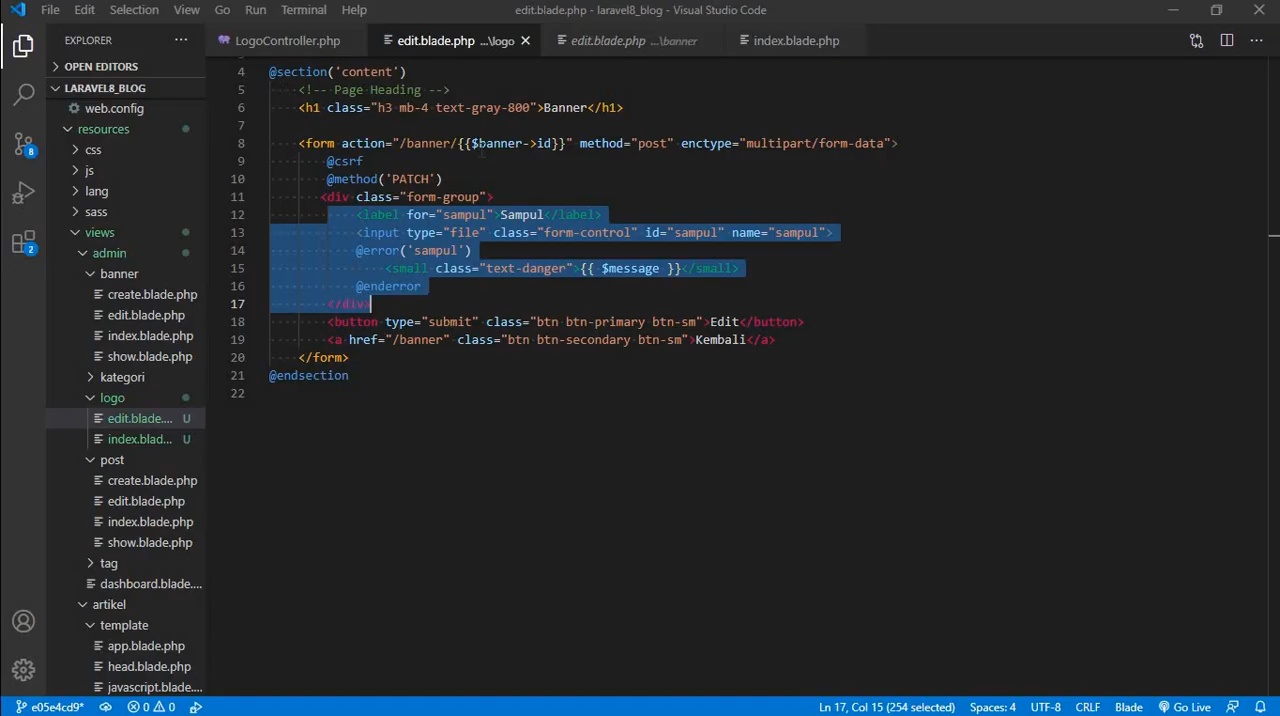 File Edit Selection View Go Run Terminal Help
edit.blade.php - laravel8_blog - Visual Studio Code
EXPLORER
LogoController.php
edit.blade.php ...\logo
edit.blade.php ...\banner
index.blade.php
OPEN EDITORS
LARAVEL8_BLOG
web.config
resources
css
js
lang
sass
views
admin
banner
create.blade.php
edit.blade.php
index.blade.php
show.blade.php
kategori
logo
edit.blade.... U
index.blad... U
post
create.blade.php
edit.blade.php
index.blade.php
show.blade.php
tag
dashboard.blade....
artikel
template
app.blade.php
head.blade.php
javascript.blade....
8
2
4 @section('content')
5 <!-- Page Heading -->
6 <h1 class="h3 mb-4 text-gray-800">Banner</h1>
7
8 <form action="/banner/{{$banner->id}}" method="post" enctype="multipart/form-data">
9 @csrf
10 @method('PATCH')
11 <div class="form-group">
12 <label for="sampul">Sampul</label>
13 <input type="file" class="form-control" id="sampul" name="sampul">
14 @error('sampul')
15 <small class="text-danger">{{ $message }}</small>
16 @enderror
17 </div>
18 <button type="submit" class="btn btn-primary btn-sm">Edit</button>
19 <a href="/banner" class="btn btn-secondary btn-sm">Kembali</a>
20 </form>
21 @endsection
22
e05e4cd9* 0 0
Ln 17, Col 15 (254 selected) Spaces: 4 UTF-8 CRLF Blade Go Live